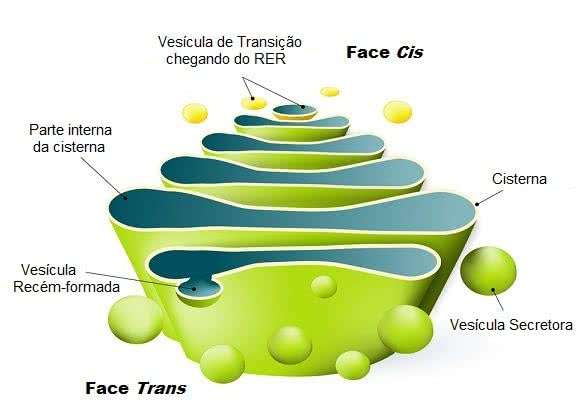 Vesícula de Transição
chegando do RER
Face Cis
Parte interna
da cisterna
Cisterna
Vesícula
Recém-formada
Vesícula Secretora
Face Trans